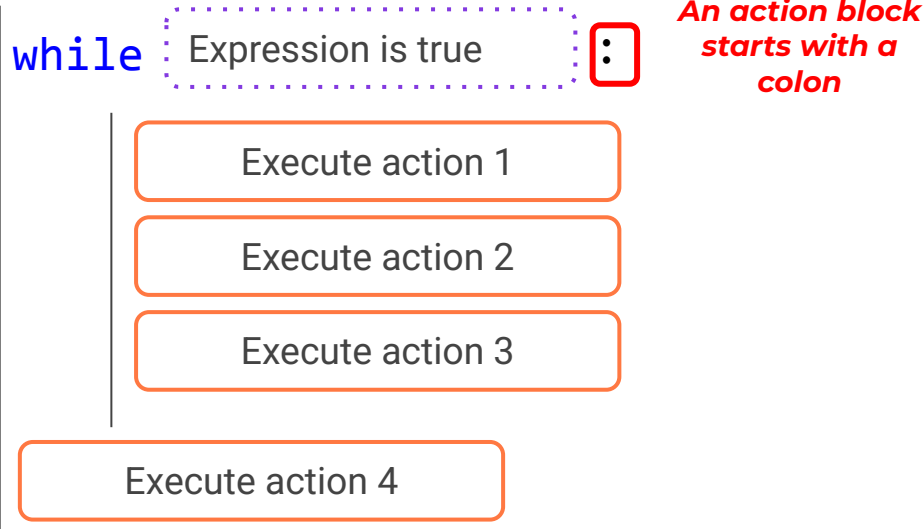 while Expression is true :
An action block
starts with a
colon
Execute action 1
Execute action 2
Execute action 3
Execute action 4